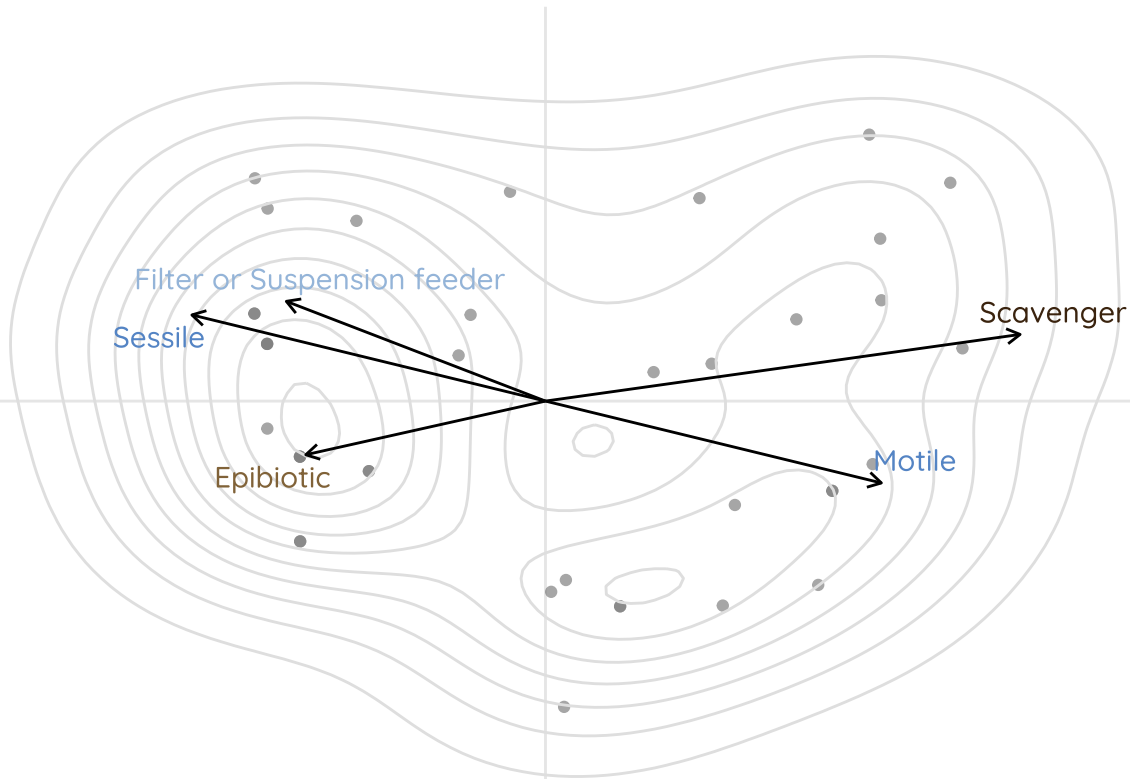 Filter or Suspension feeder
Scavenger
Sessile
Motile
Epibiotic